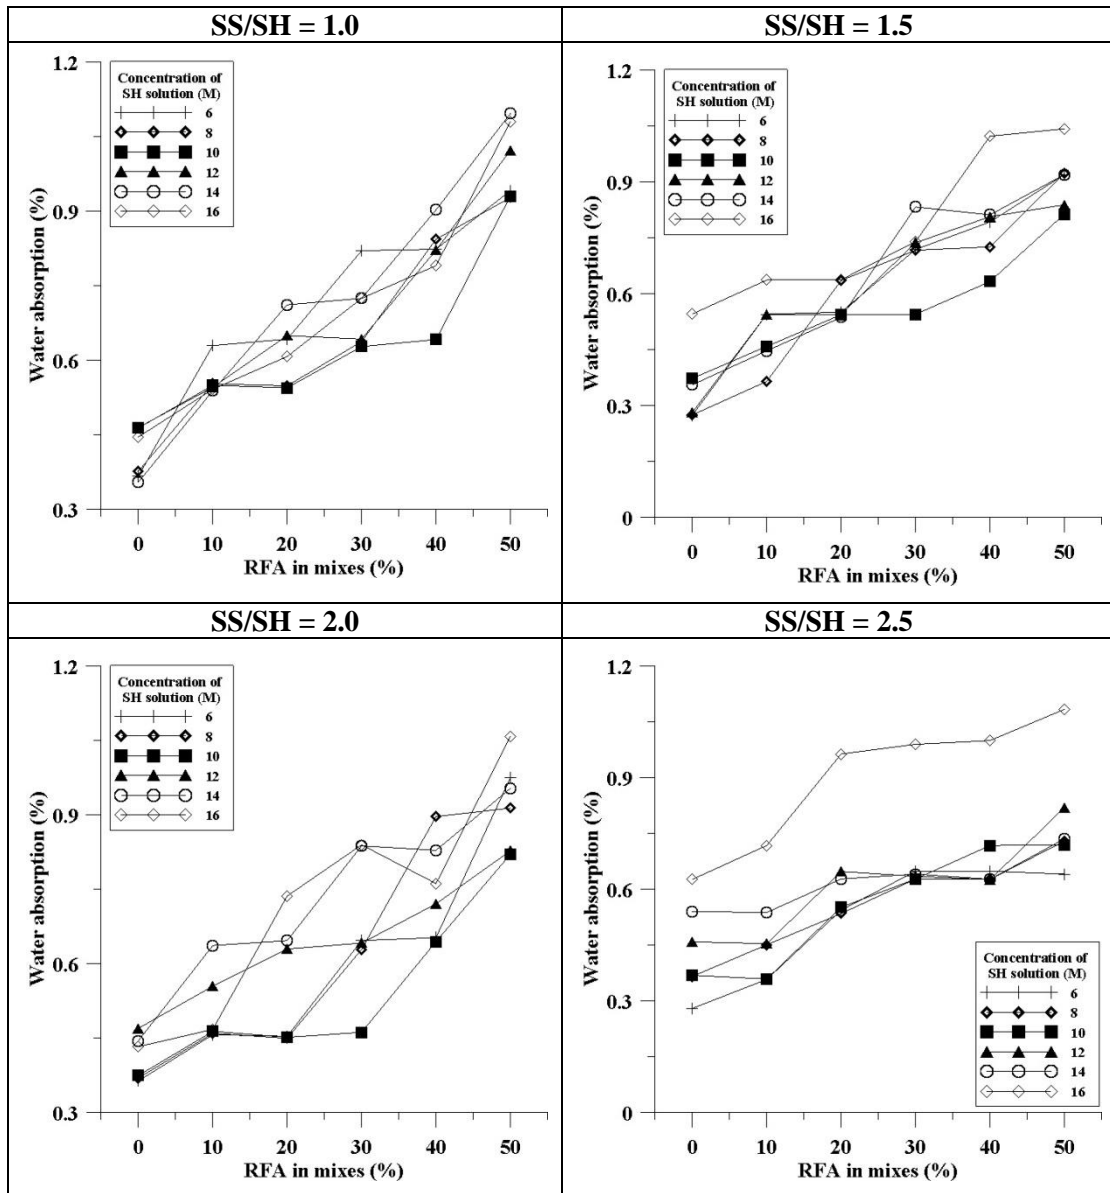 SS/SH = 1.0
1.2
0.9
0.6
0.3
Water absorption (%)
Concentration of
SH solution (M)
6
8
10
12
14
16
0 10 20 30 40 50
RFA in mixes (%)
SS/SH = 1.5
1.2
0.9
0.6
0.3
0
Water absorption (%)
Concentration of
SH solution (M)
6
8
10
12
14
16
0 10 20 30 40 50
RFA in mixes (%)
SS/SH = 2.0
1.2
0.9
0.6
0.3
Water absorption (%)
Concentration of
SH solution (M)
6
8
10
12
14
16
0 10 20 30 40 50
RFA in mixes (%)
SS/SH = 2.5
1.2
0.9
0.6
0.3
0
Water absorption (%)
Concentration of
SH solution (M)
6
8
10
12
14
16
0 10 20 30 40 50
RFA in mixes (%)